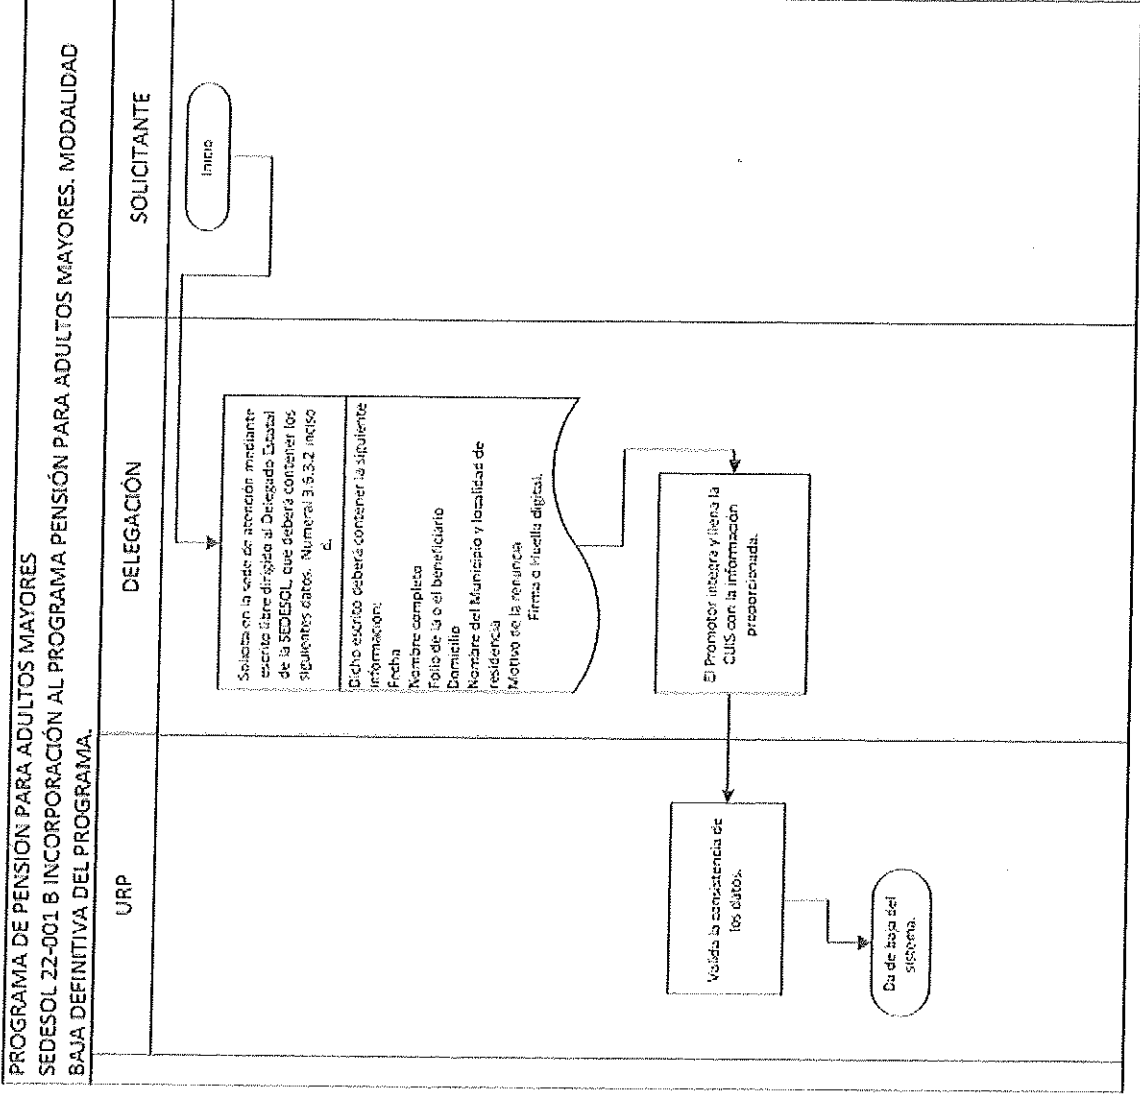 PROGRAMA DE PENSIÓN PARA ADULTOS MAYORES
SEDESOL 22-001 B INCORPORACIÓN AL PROGRAMA PENSIÓN PARA ADULTOS MAYORES. MODALIDAD
BAJA DEFINITIVA DEL PROGRAMA.
URP
DELEGACIÓN
SOLICITANTE
Inicio
Solicita en la sede de atención mediante
escrito libre dirigido al Delegado Estatal
de la SEDESOL, que deberá contener los
siguientes datos. Numeral 3.6.3.2 inciso
d.
Dicho escrito deberá contener la siguiente
información:
Fecha
Nombre completo
Folio de la o el beneficiario
Domicilio
Nombre del Municipio y localidad de
residencia
Motivo de la renuncia
Firma o Huella digital.
El Promotor integra y llena la
CUIS con la información
proporcionada.
Valida la consistencia de
los datos.
Da de baja del
sistema.